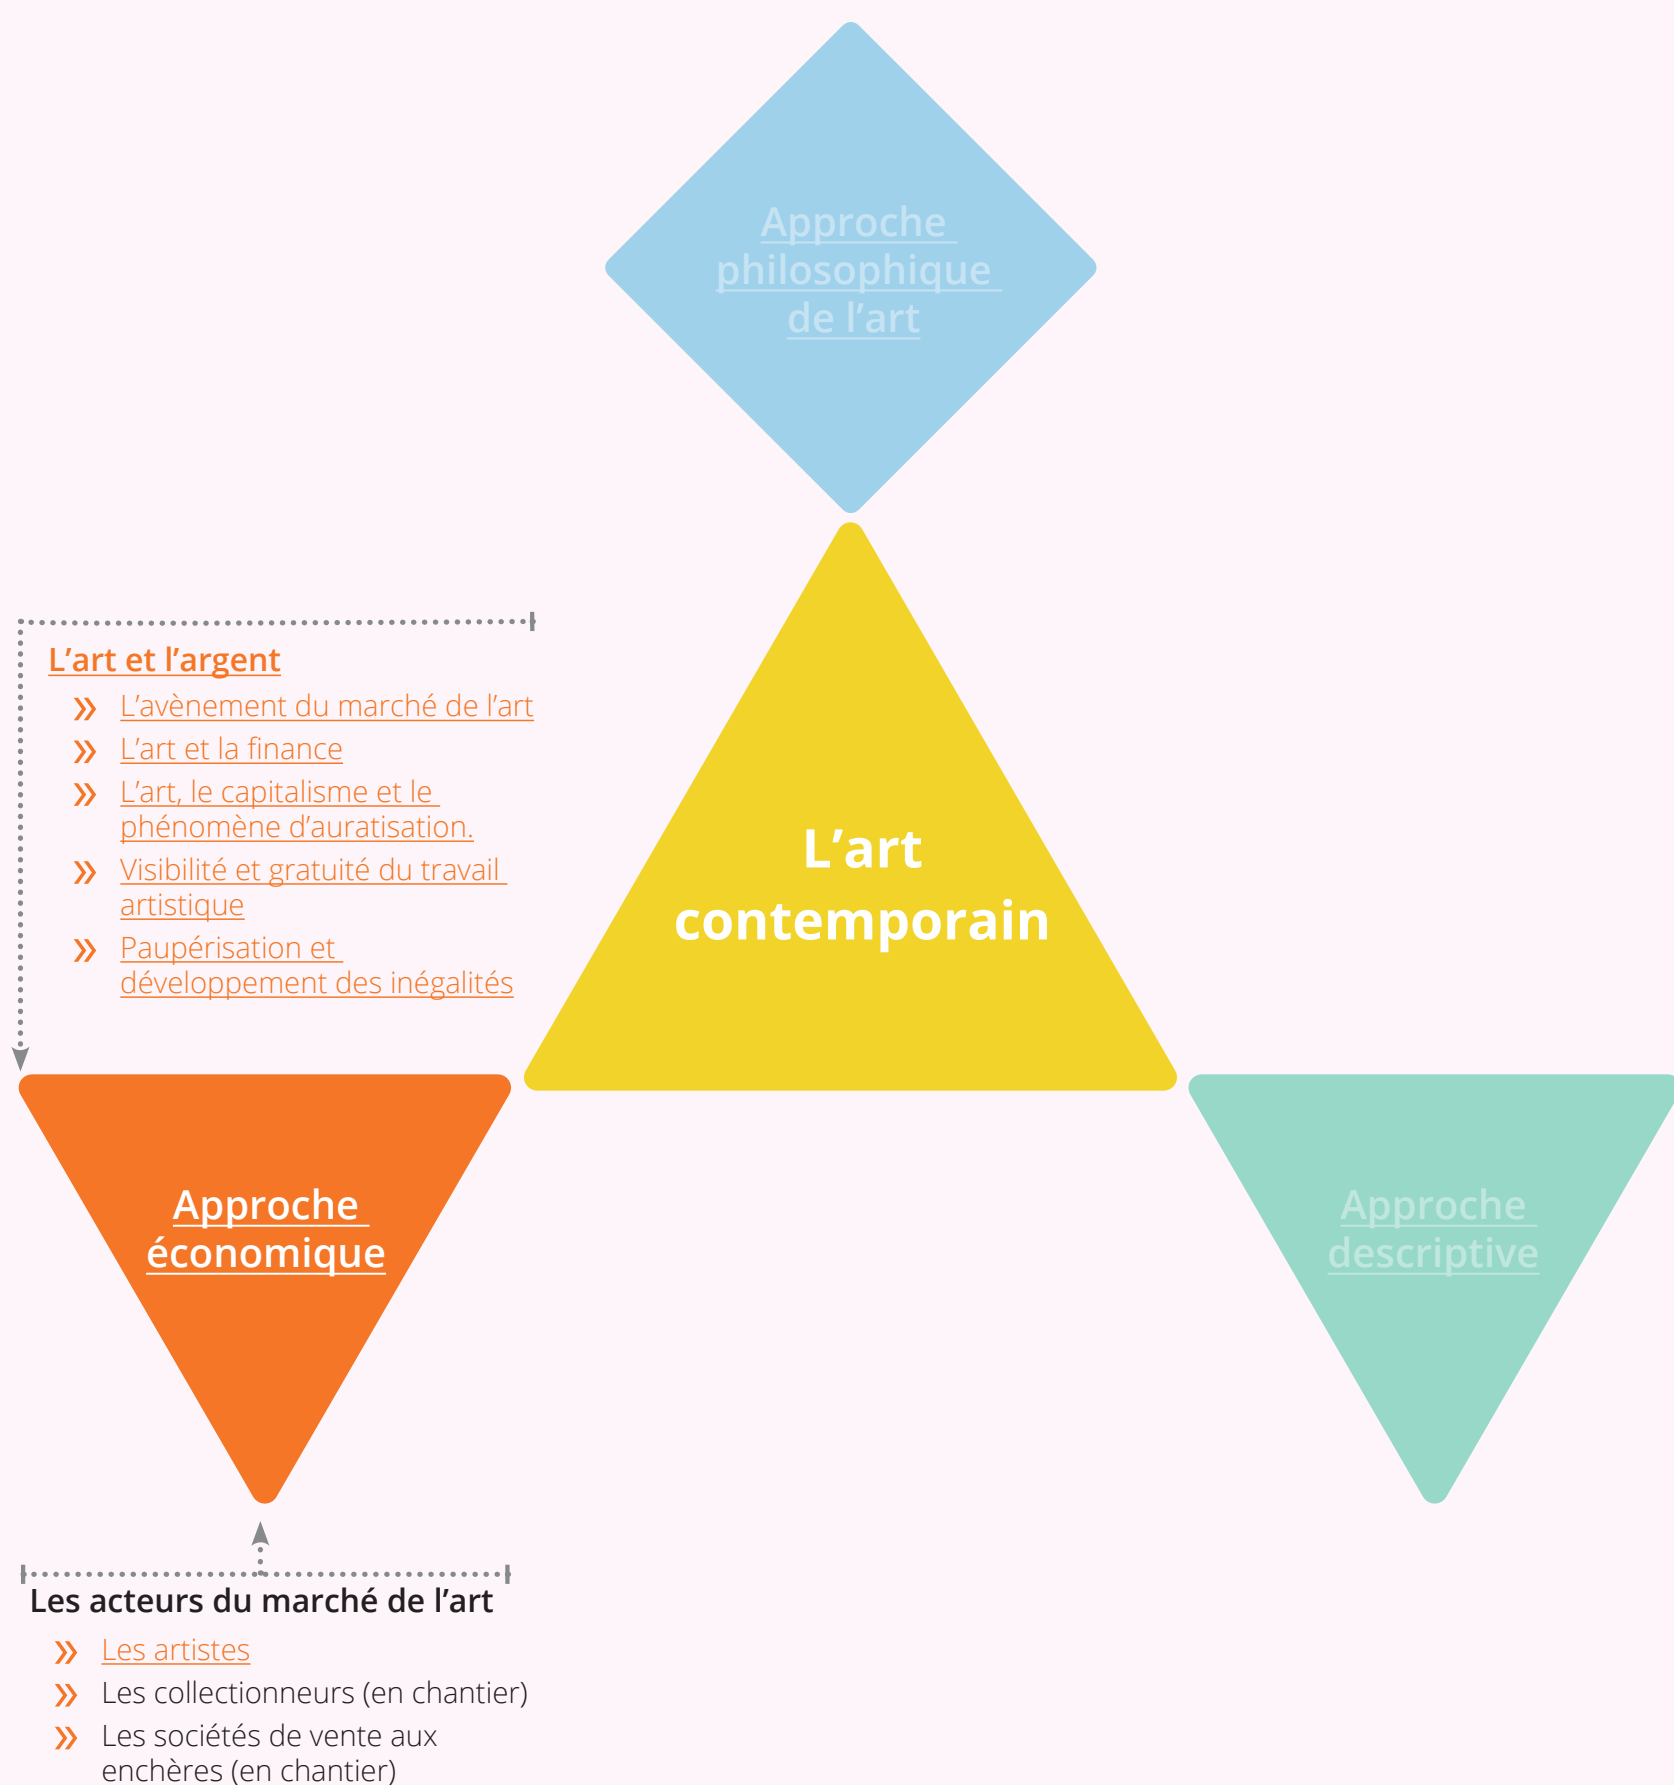 Approche
philosophique
de l’art
L’art et l’argent
L’avènement du marché de l’art
L’art et la finance
L’art, le capitalisme et le
phénomène d’auratisation.
Visibilité et gratuité du travail
artistique
Paupérisation et
développement des inégalités
L’art
contemporain
Approche
économique
Approche
descriptive
Les acteurs du marché de l’art
Les artistes
Les collectionneurs (en chantier)
Les sociétés de vente aux
enchères (en chantier)